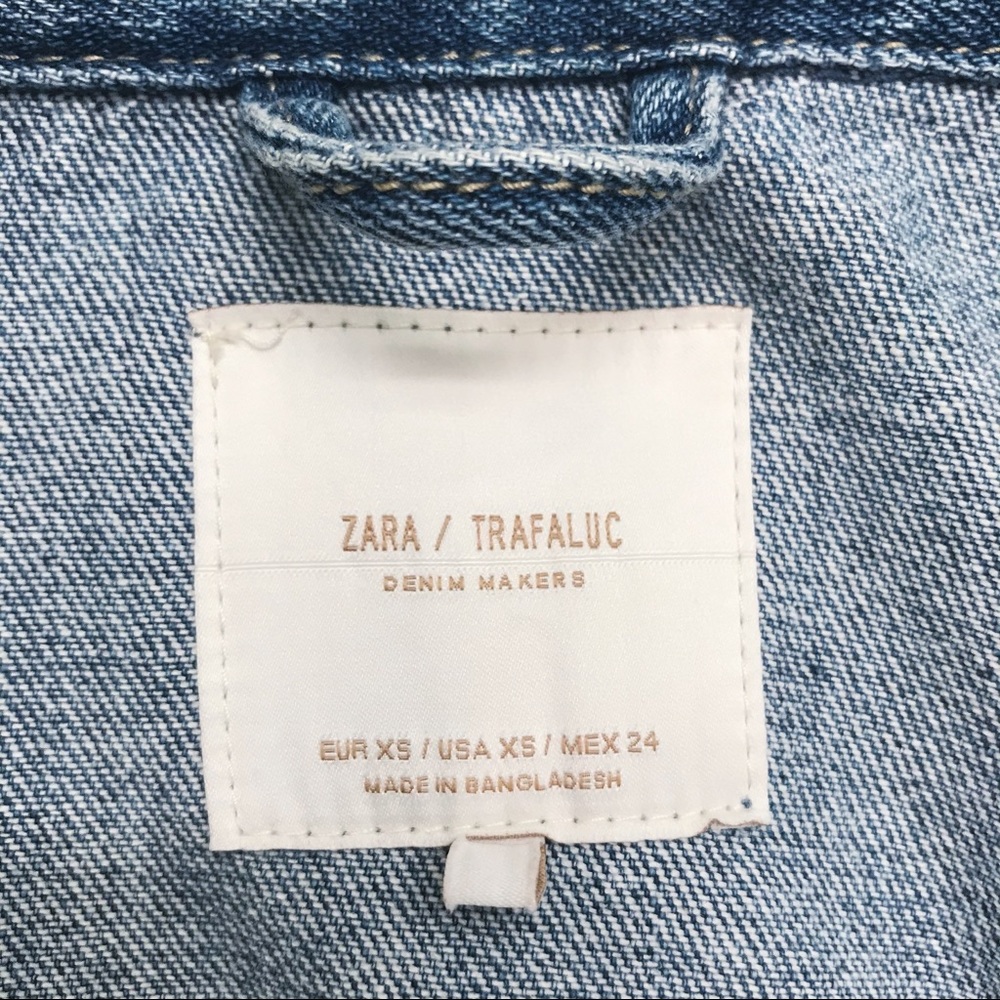 ZARA / TRAFALUC
DENIM MAKERS
EUR XS / USA XS / MEX 24
MADE IN BANGLADESH